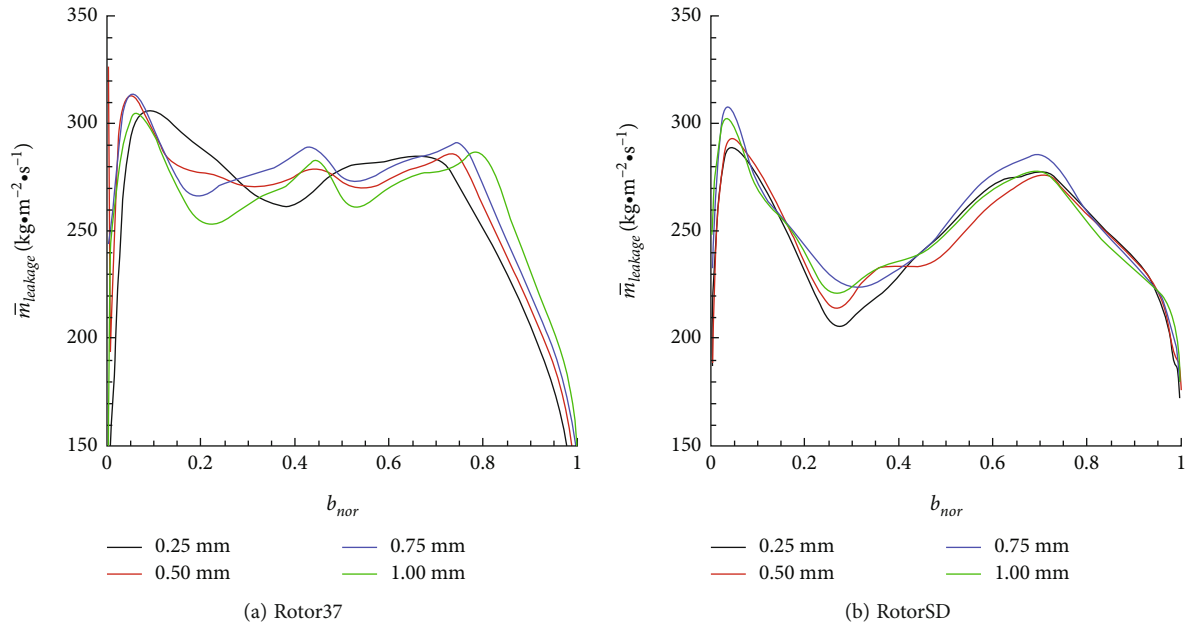 350
300
250
200
150
m̅leakage (kg•m−2•s−1)
0 0.2 0.4 0.6 0.8 1
bnor
0.25 mm 0.75 mm
0.50 mm 1.00 mm
(a) Rotor37
350
300
250
200
150
m̅leakage (kg•m−2•s−1)
0 0.2 0.4 0.6 0.8 1
bnor
0.25 mm 0.75 mm
0.50 mm 1.00 mm
(b) RotorSD